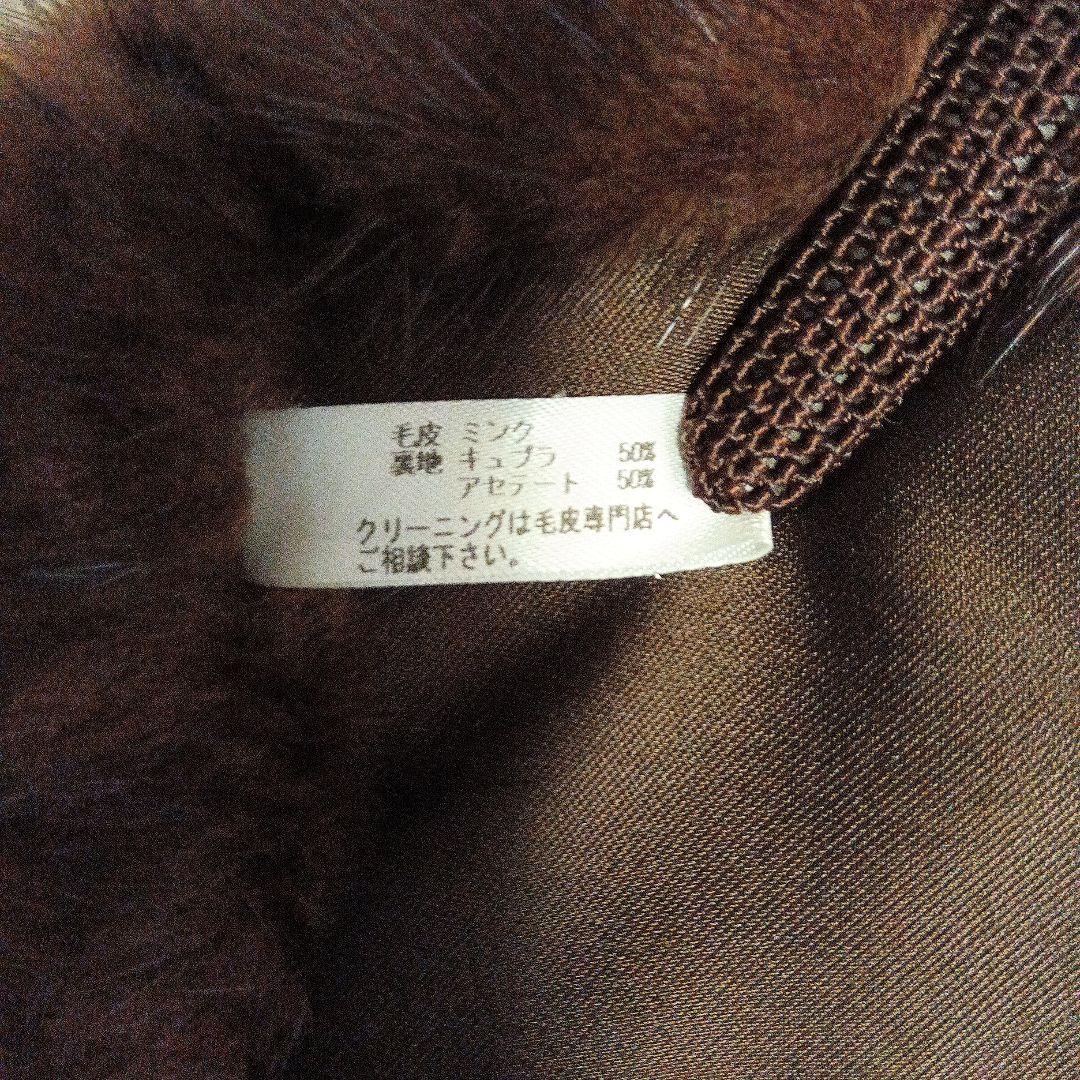 毛皮 ミンク
裏地 キュプラ 50%
アセテート 50%
クリーニングは毛皮専門店へ
ご相談下さい。